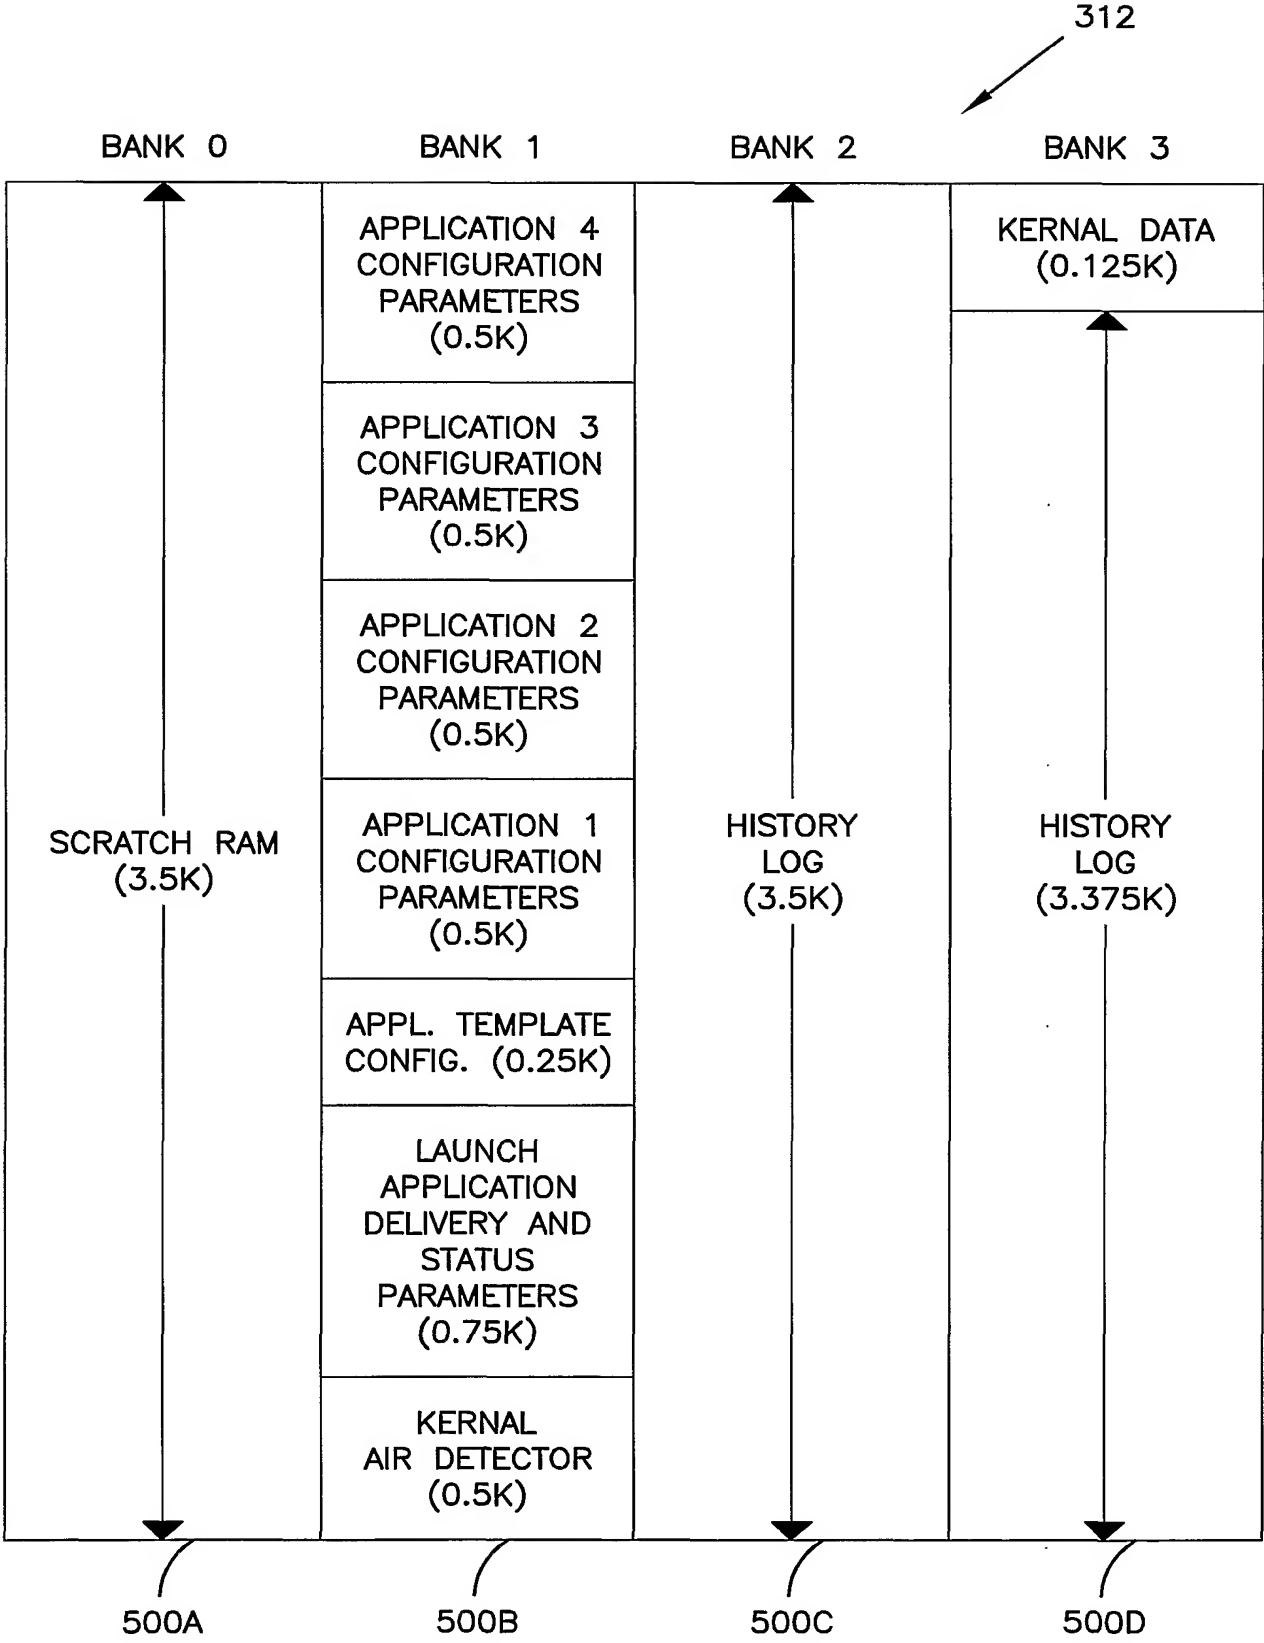 312
BANK 0
BANK 1
BANK 2
BANK 3
SCRATCH RAM
(3.5K)
APPLICATION 4
CONFIGURATION
PARAMETERS
(0.5K)
APPLICATION 3
CONFIGURATION
PARAMETERS
(0.5K)
APPLICATION 2
CONFIGURATION
PARAMETERS
(0.5K)
APPLICATION 1
CONFIGURATION
PARAMETERS
(0.5K)
APPL. TEMPLATE
CONFIG. (0.25K)
LAUNCH
APPLICATION
DELIVERY AND
STATUS
PARAMETERS
(0.75K)
KERNAL
AIR DETECTOR
(0.5K)
HISTORY
LOG
(3.5K)
KERNAL DATA
(0.125K)
HISTORY
LOG
(3.375K)
500A
500B
500C
500D